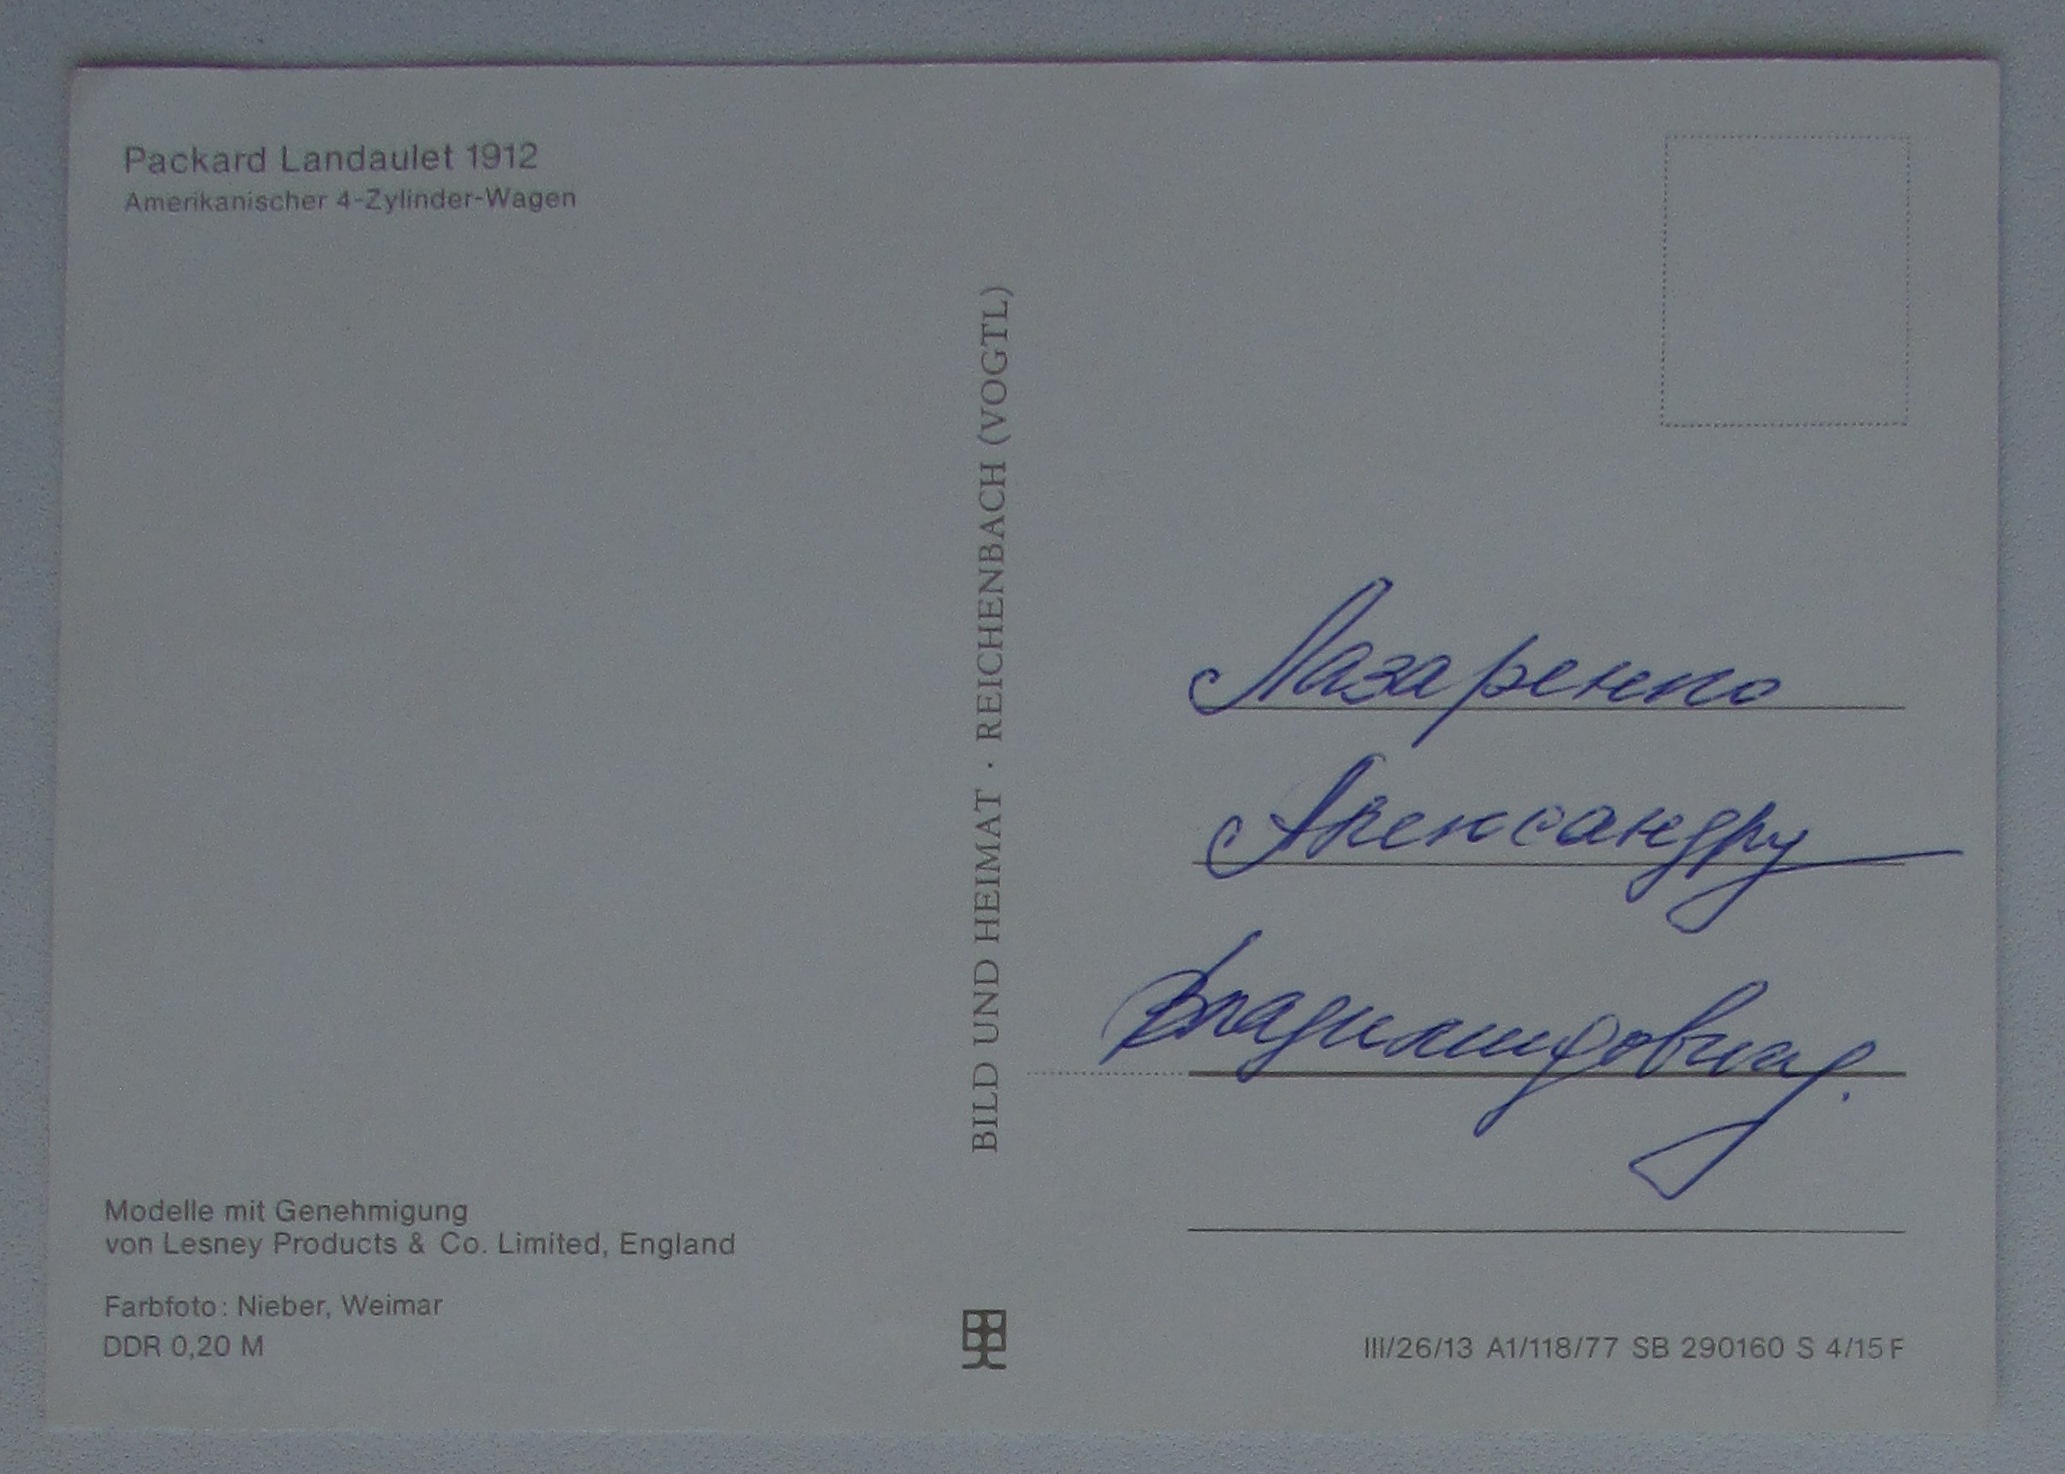 Packard Landaulet 1912
Amerikanischer 4-Zylinder-Wagen
Modelle mit Genehmigung
von Lesney Products & Co. Limited, England
Farbfoto: Nieber, Weimar
DDR 0,20 M
BILD UND HEIMAT · REICHENBACH (VOGTL)
Лазаренко
Александру
Владимировичу.
III/26/13 A1/118/77 SB 290160 S 4/15 F